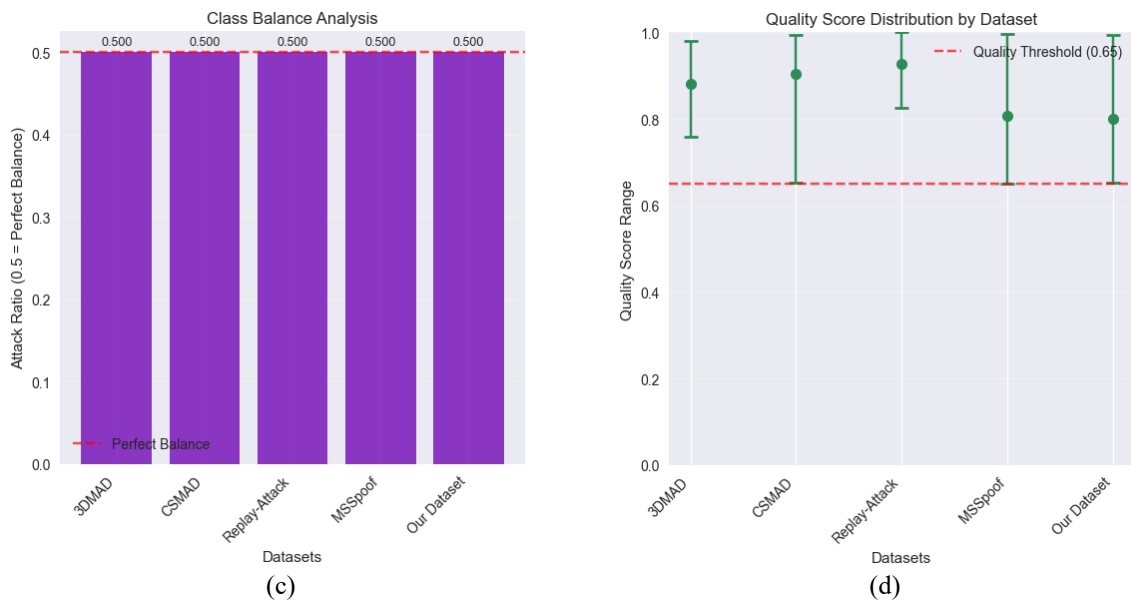 Class Balance Analysis
Attack Ratio (0.5 = Perfect Balance)
0.5
0.4
0.3
0.2
0.1
0.0
0.500 0.500 0.500 0.500 0.500
Perfect Balance
3DMAD CSMAD Replay-Attack MSSpoof Our Dataset
Datasets
(c)
Quality Score Distribution by Dataset
Quality Score Range
1.0
0.8
0.6
0.4
0.2
0.0
Quality Threshold (0.65)
3DMAD CSMAD Replay-Attack MSSpoof Our Dataset
Datasets
(d)